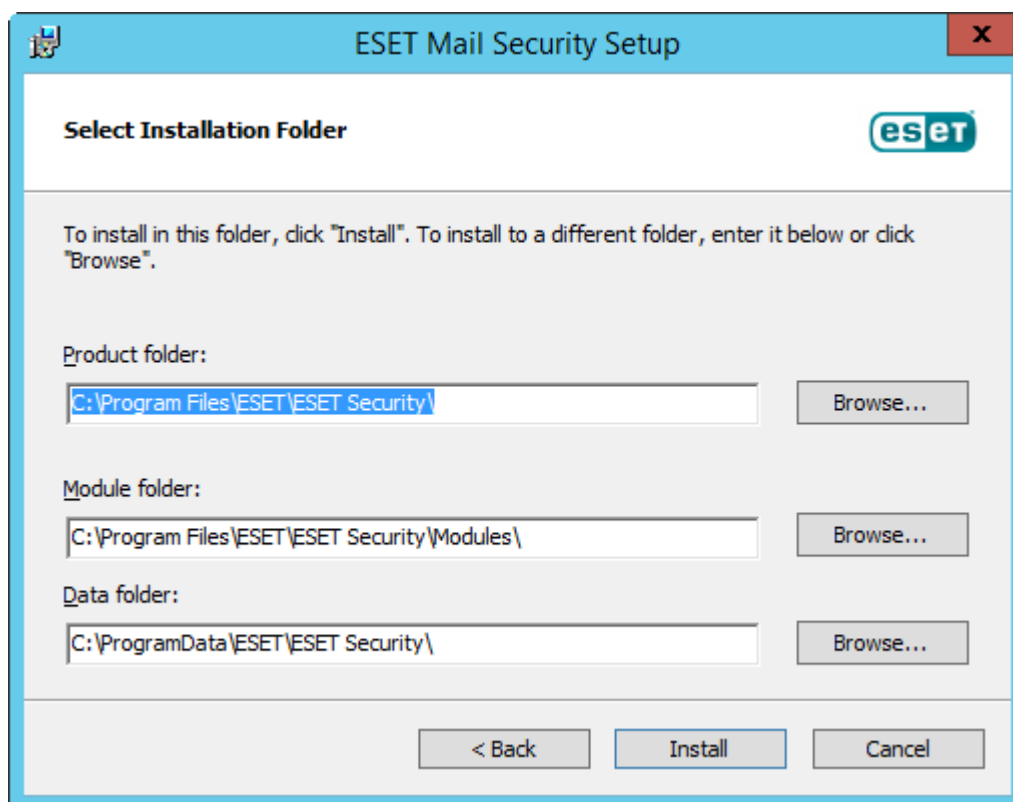 ESET Mail Security Setup
x
Select Installation Folder
eseT
To install in this folder, click "Install". To install to a different folder, enter it below or click
"Browse".
Product folder:
C:\Program Files\ESET\ESET Security\
Browse...
Module folder:
C:\Program Files\ESET\ESET Security\Modules\
Browse...
Data folder:
C:\ProgramData\ESET\ESET Security\
Browse...
< Back
Install
Cancel